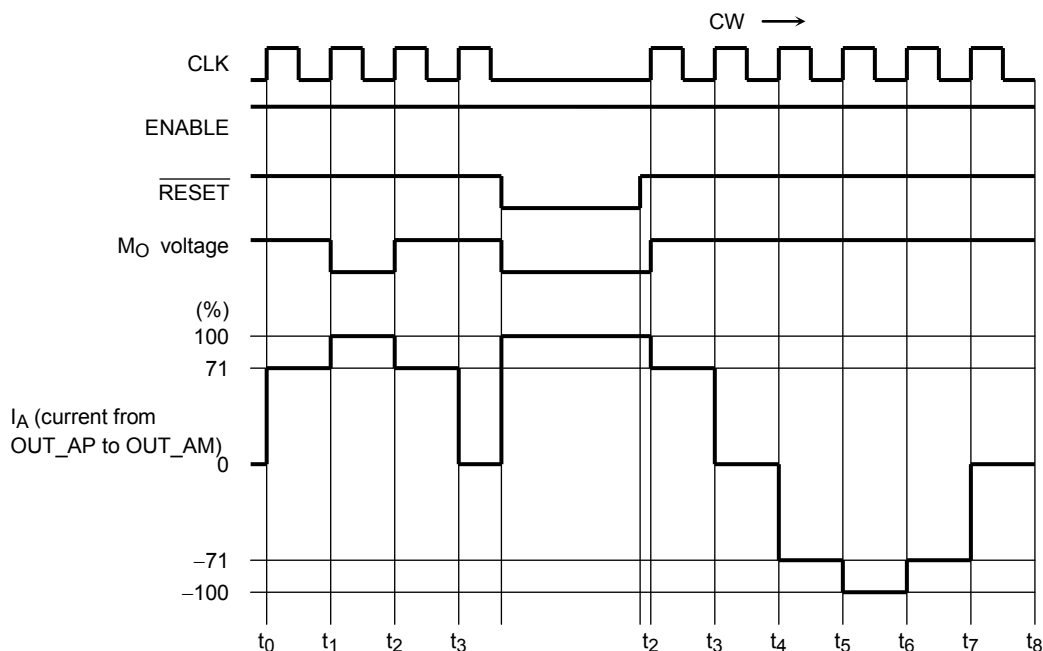 CW →
CLK
ENABLE
RESET
MO voltage
(%)
100
71
IA (current from
OUT_AP to OUT_AM)
0
−71
−100
t0 t1 t2 t3 t2 t3 t4 t5 t6 t7 t8